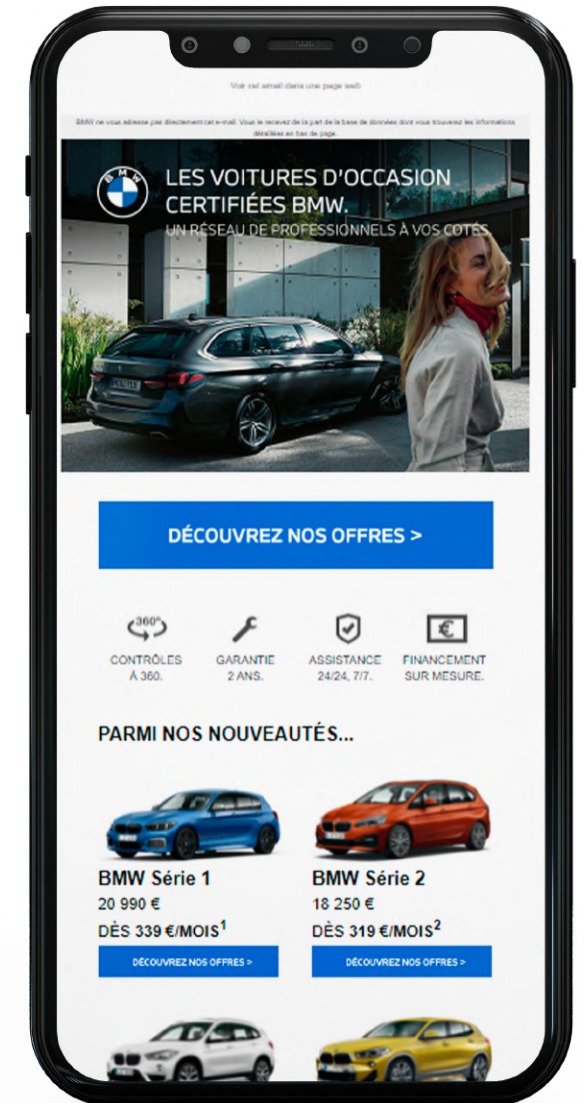 Voir cet email dans une page web
BMW ne vous adresse pas directement cet e-mail. Vous le recevez de la part de la base de données dont vous trouverez les informations
détaillées en bas de page.
BMW
LES VOITURES D'OCCASION
CERTIFIÉES BMW.
UN RÉSEAU DE PROFESSIONNELS À VOS COTÉS.
DÉCOUVREZ NOS OFFRES >
360°
CONTRÔLES
À 360.
GARANTIE
2 ANS.
ASSISTANCE
24/24, 7/7.
€
FINANCEMENT
SUR MESURE.
PARMI NOS NOUVEAUTÉS...
BMW Série 1
20 990 €
DÈS 339 €/MOIS¹
DÉCOUVREZ NOS OFFRES >
BMW Série 2
18 250 €
DÈS 319 €/MOIS²
DÉCOUVREZ NOS OFFRES >